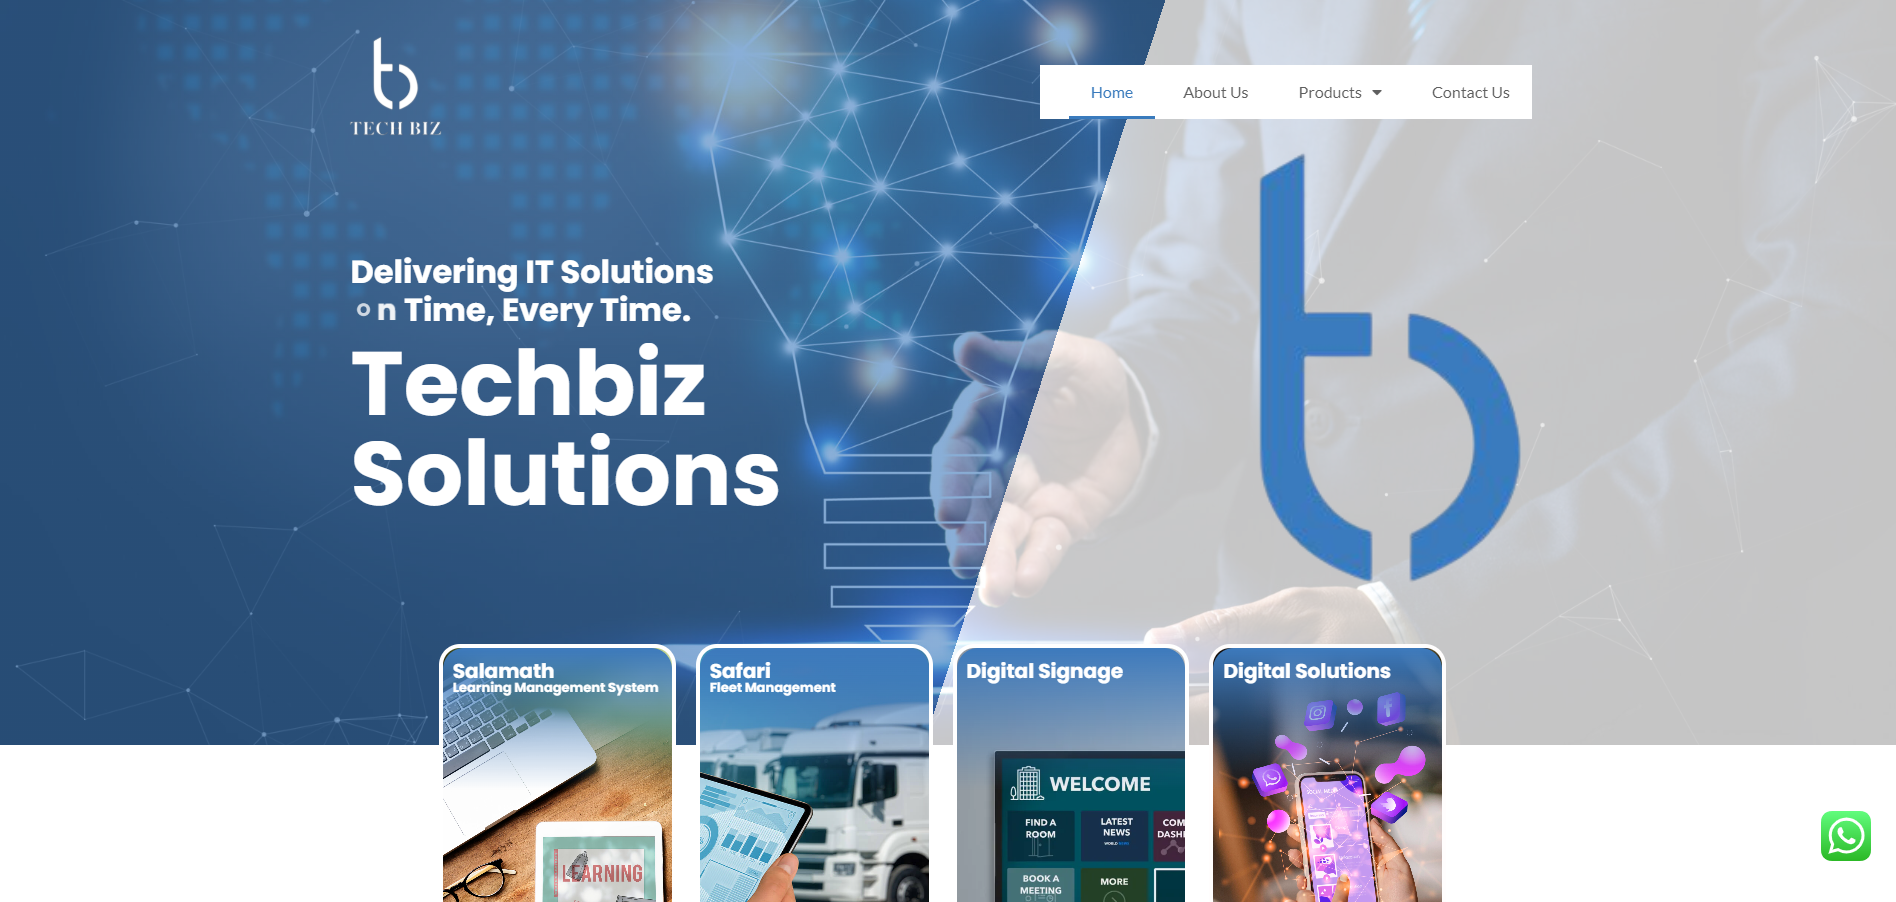 TECH BIZ
Home
About Us
Products
Contact Us
Delivering IT Solutions
on Time, Every Time.
Techbiz
Solutions
Salamath
Learning Management System
LEARNING
Safari
Fleet Management
Digital Signage
WELCOME
FIND A
ROOM
LATEST
NEWS
COM
DASH
BOOK A
MEETING
MORE
Digital Solutions